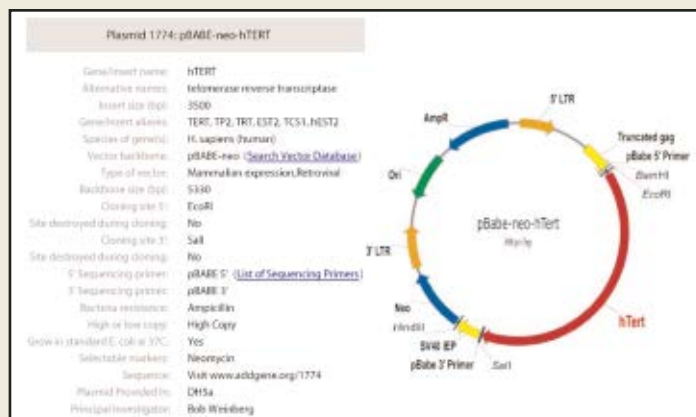 Plasmid 1774: pBABE-neo-hTERT
Gene/insert name: hTERT
Alternative names: telomerase reverse transcriptase
Insert size (bp): 3500
Gene/insert aliases: TERT, TP2, TRT, EST2, TCS1, hEST2
Species of gene(s): H. sapiens (human)
Vector backbone: pBABE-neo (Search Vector Database)
Type of vector: Mammalian expression, Retroviral
Backbone size (bp): 5330
Cloning site 5': EcoRI
Site destroyed during cloning: No
Cloning site 3': SalI
Site destroyed during cloning: No
5' Sequencing primer: pBABE 5' (List of Sequencing Primers)
3' Sequencing primer: pBABE 3'
Bacteria resistance: Ampicillin
High or low copy: High Copy
Grow in standard E. coli @ 37C: Yes
Selectable markers: Neomycin
Sequence: Visit www.addgene.org/1774
Plasmid Provided In: DH5a
Principal Investigator: Bob Weinberg
5' LTR
AmpR
Truncated gag
pBabe 5' Primer
BamHI
EcoRI
Ori
pBabe-neo-hTert
3' LTR
Neo
HindIII
hTert
SV40
pBabe 3' Primer
SalI